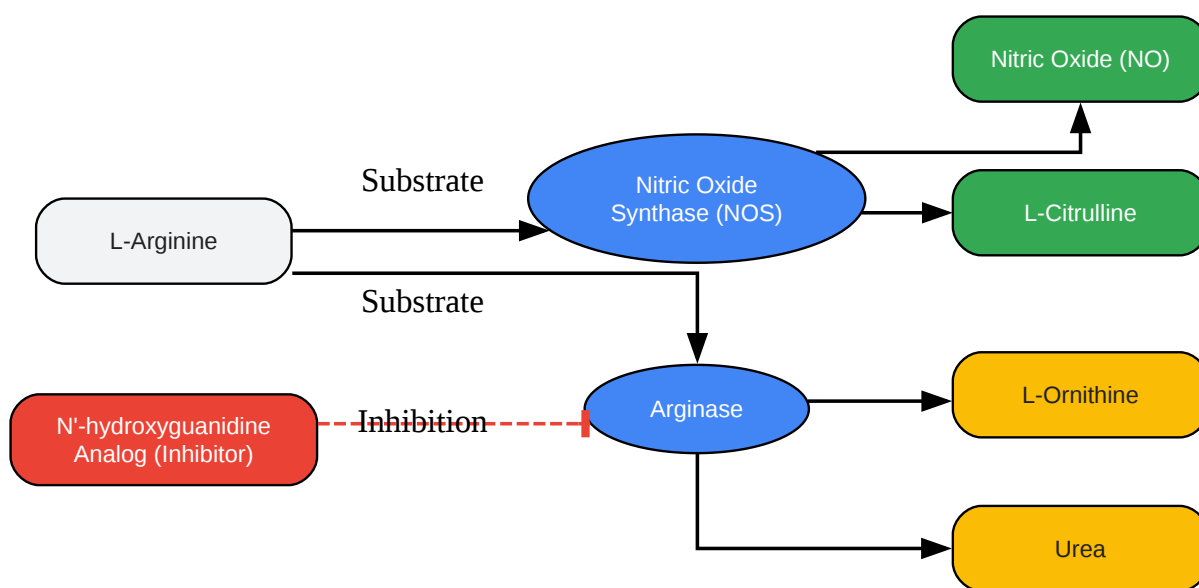 Nitric Oxide (NO)
Substrate
Nitric Oxide
Synthase (NOS)
L-Citrulline
L-Arginine
Substrate
L-Ornithine
Arginase
N'-hydroxyguanidine
Analog (Inhibitor)
Inhibition
Urea